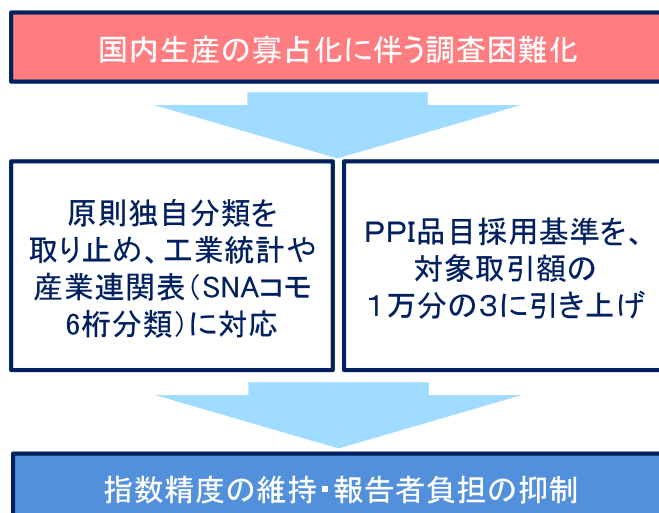 国内生産の寡占化に伴う調査困難化
原則独自分類を
取り止め、工業統計や
産業連関表（SNAコモ
6桁分類）に対応
PPI品目採用基準を、
対象取引額の
１万分の３に引き上げ
指数精度の維持・報告者負担の抑制